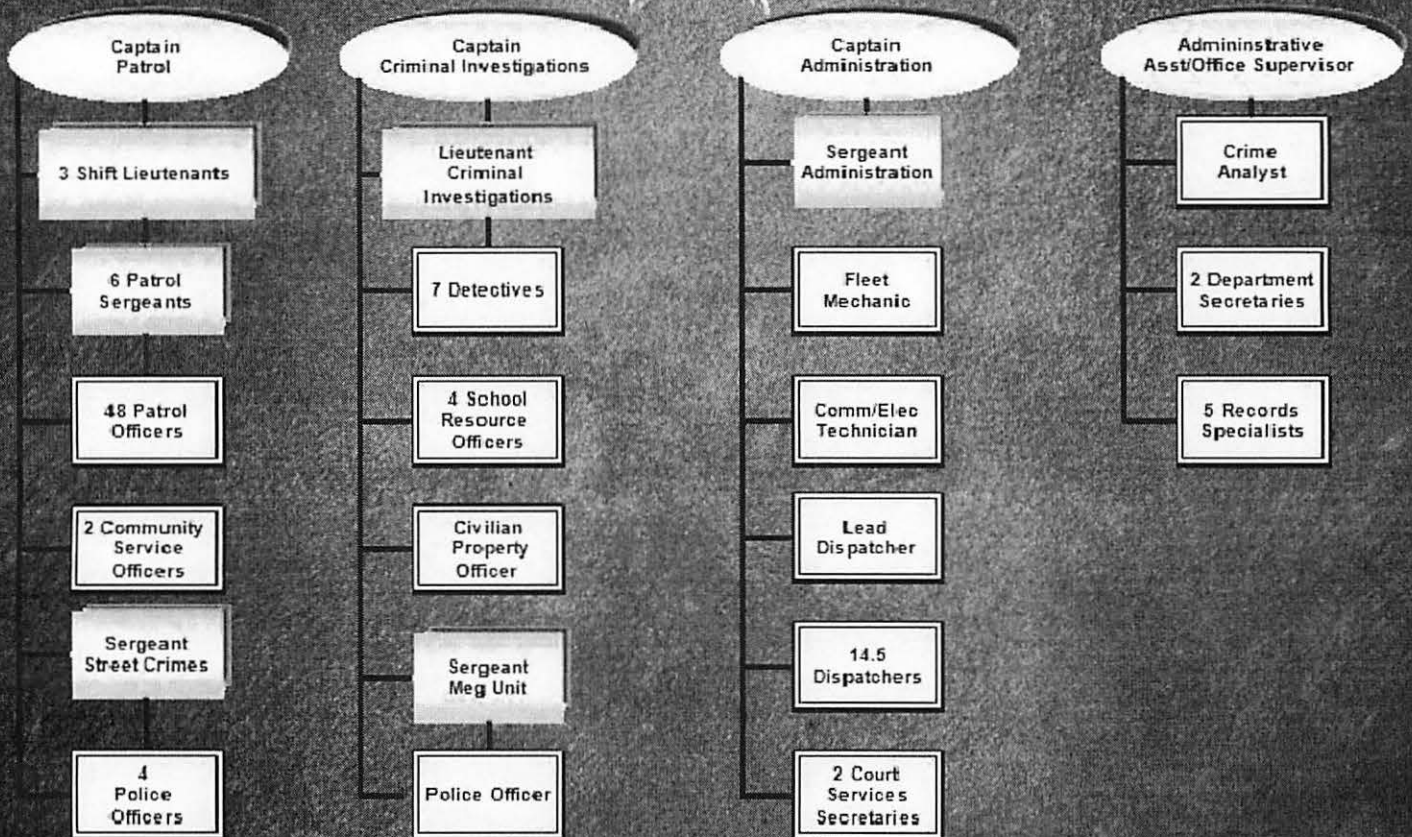 Captain
Patrol
3 Shift Lieutenants
6 Patrol
Sergeants
48 Patrol
Officers
2 Community
Service
Officers
Sergeant
Street Crimes
4
Police
Officers
Captain
Criminal Investigations
Lieutenant
Criminal
Investigations
7 Detectives
4 School
Resource
Officers
Civilian
Property
Officer
Sergeant
Meg Unit
Police Officer
Captain
Administration
Sergeant
Administration
Fleet
Mechanic
Comm/Elec
Technician
Lead
Dispatcher
14.5
Dispatchers
2 Court
Services
Secretaries
Admininstrative
Asst/Office Supervisor
Crime
Analyst
2 Department
Secretaries
5 Records
Specialists